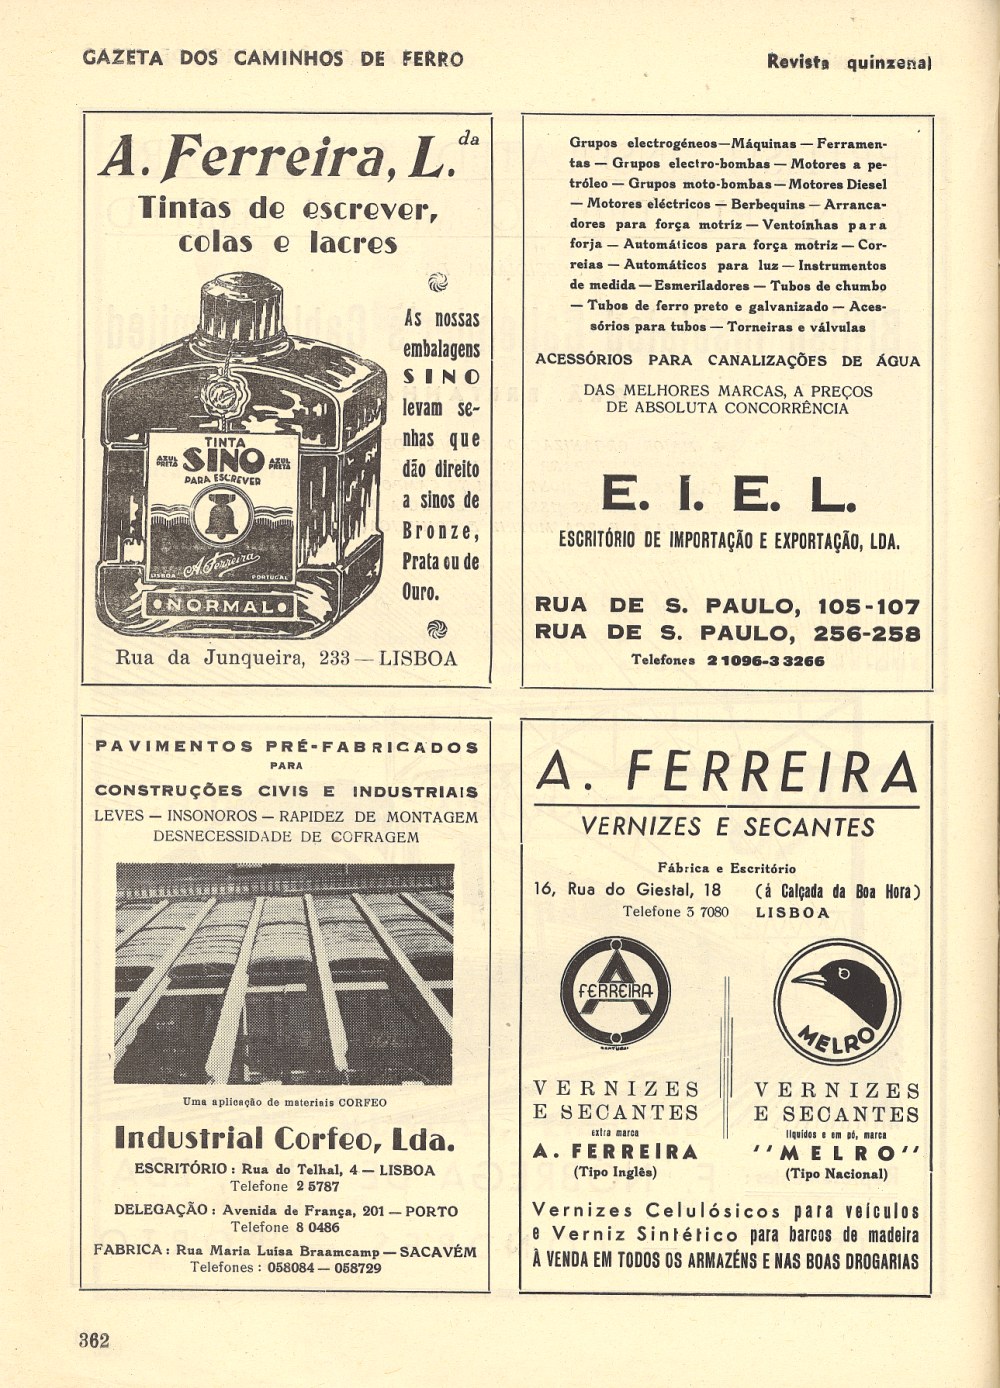 GAZETA DOS CAMINHOS DE FERRO
Revista quinzenal
A. Ferreira, L.da
Tintas de escrever,
colas e lacres
As nossas
embalagens
SINO
levam se-
nhas que
dão direito
a sinos de
Bronze,
Prata ou de
Ouro.
TINTA
AZUL PRETA SINO AZUL PRETA
PARA ESCREVER
A. Ferreira
LISBOA PORTUGAL
•NORMAL•
Rua da Junqueira, 233 — LISBOA
Grupos electrogéneos—Máquinas — Ferramen-
tas — Grupos electro-bombas — Motores a pe-
tróleo — Grupos moto-bombas — Motores Diesel
— Motores eléctricos — Berbequins — Arranca-
dores para força motriz — Ventoínhas para
forja — Automáticos para força motriz — Cor-
reias — Automáticos para luz — Instrumentos
de medida — Esmeriladores — Tubos de chumbo
— Tubos de ferro preto e galvanizado — Aces-
sórios para tubos — Torneiras e válvulas
ACESSÓRIOS PARA CANALIZAÇÕES DE ÁGUA
DAS MELHORES MARCAS, A PREÇOS
DE ABSOLUTA CONCORRÊNCIA
E. I. E. L.
ESCRITÓRIO DE IMPORTAÇÃO E EXPORTAÇÃO, LDA.
RUA DE S. PAULO, 105-107
RUA DE S. PAULO, 256-258
Telefones 2 1096-3 3266
PAVIMENTOS PRÉ-FABRICADOS
PARA
CONSTRUÇÕES CIVIS E INDUSTRIAIS
LEVES — INSONOROS — RAPIDEZ DE MONTAGEM
DESNECESSIDADE DE COFRAGEM
Uma aplicação de materiais CORFEO
Industrial Corfeo, Lda.
ESCRITÓRIO : Rua do Telhal, 4 — LISBOA
Telefone 2 5787
DELEGAÇÃO : Avenida de França, 201 — PORTO
Telefone 8 0486
FABRICA : Rua Maria Luísa Braamcamp — SACAVÉM
Telefones : 058084 — 058729
A. FERREIRA
VERNIZES E SECANTES
Fábrica e Escritório
16, Rua do Giestal, 18 (á Calçada da Boa Hora)
Telefone 3 7080 LISBOA
A
FERREIRA
PORTUGAL
MELRO
VERNIZES
E SECANTES
extra marca
A. FERREIRA
(Tipo Inglês)
VERNIZES
E SECANTES
líquidos e em pó, marca
''MELRO''
(Tipo Nacional)
Vernizes Celulósicos para veículos
e Verniz Sintético para barcos de madeira
À VENDA EM TODOS OS ARMAZÉNS E NAS BOAS DROGARIAS
362